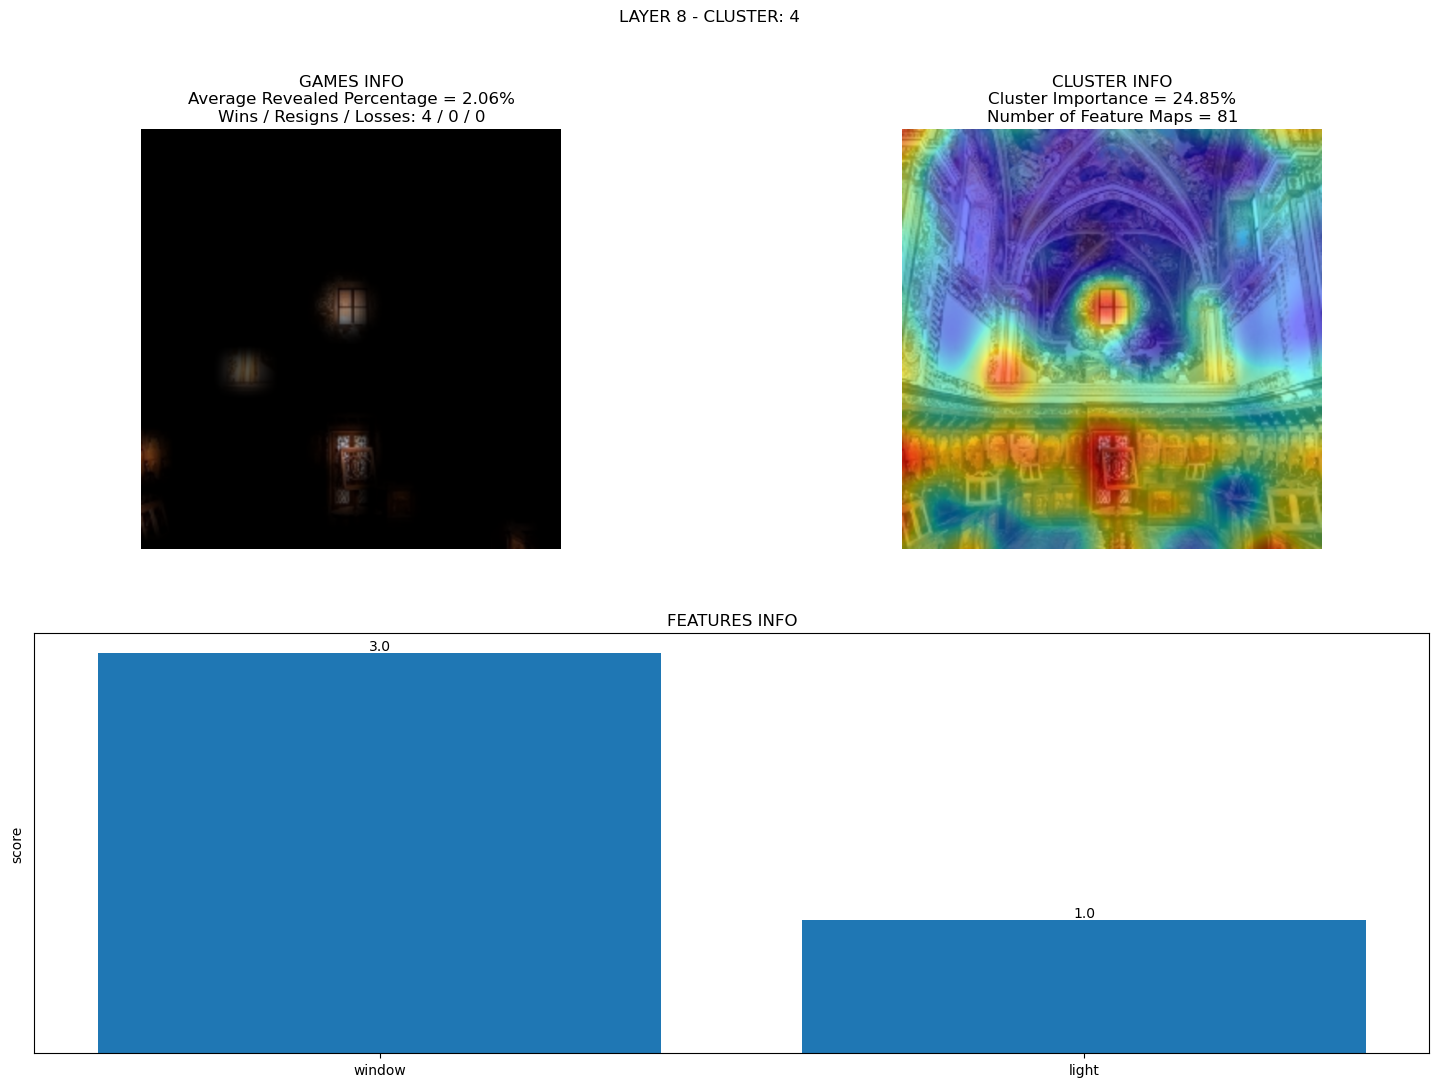 LAYER 8 - CLUSTER: 4
GAMES INFO
Average Revealed Percentage = 2.06%
Wins / Resigns / Losses: 4 / 0 / 0
CLUSTER INFO
Cluster Importance = 24.85%
Number of Feature Maps = 81
FEATURES INFO
3.0
1.0
score
window
light